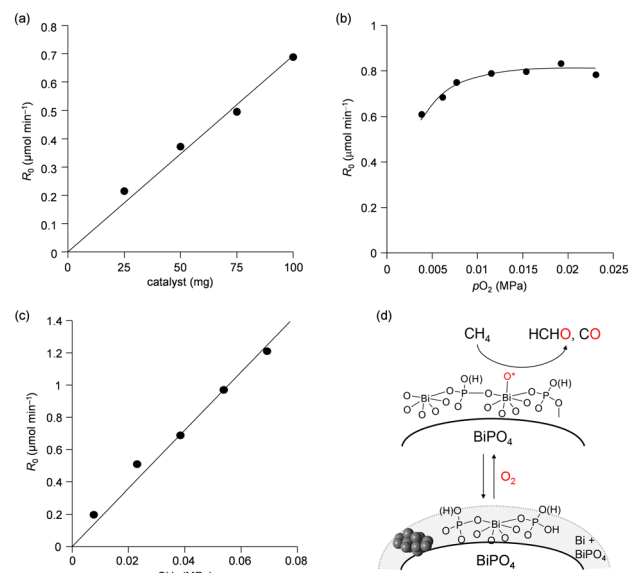 (a)
0.8
0.7
0.6
0.5
0.4
0.3
0.2
0.1
0
R₀ (μmol min⁻¹)
0
25
50
75
100
catalyst (mg)
(b)
1
0.8
0.6
0.4
0.2
0
R₀ (μmol min⁻¹)
0
0.005
0.01
0.015
0.02
0.025
pO₂ (MPa)
(c)
1.4
1.2
1
0.8
0.6
0.4
0.2
0
R₀ (μmol min⁻¹)
0
0.02
0.04
0.06
0.08
(d)
CH₄
HCHO, CO
O*
O(H)
O(H)
O
Bi
O
P
O
Bi
O
P
O
O
O
O
O
O
O
O
O
O
BiPO₄
O₂
(H)O
O(H)
O
P
O
Bi
O
P
OH
O
O
O
O
O
Bi +
BiPO₄
BiPO₄